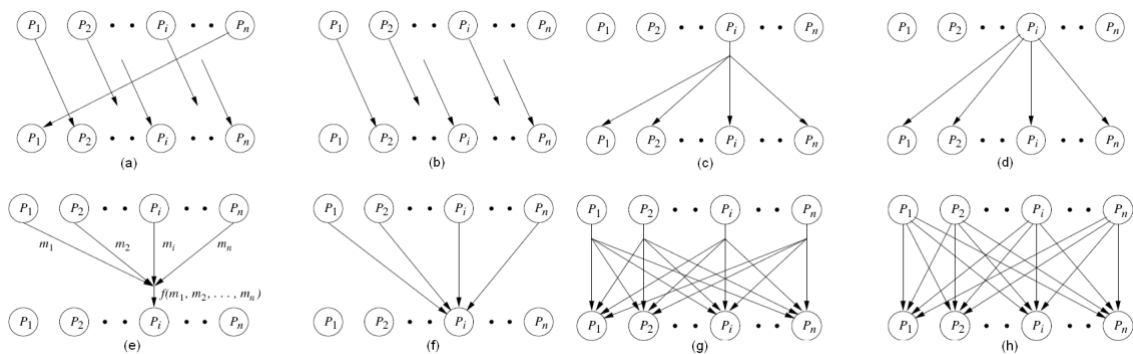 P1 P2 • • Pi • • Pn P1 P2 • • Pi • • Pn P1 P2 • • Pi • • Pn P1 P2 • • Pi • • Pn
P1 P2 • • Pi • • Pn P1 P2 • • Pi • • Pn P1 P2 • • Pi • • Pn P1 P2 • • Pi • • Pn
(a) (b) (c) (d)
P1 P2 • • Pi • • Pn P1 P2 • • Pi • • Pn P1 P2 • • Pi • • Pn P1 P2 • • Pi • • Pn
m1 m2 mi mn
f(m1, m2, . . . , mn)
P1 P2 • • Pi • • Pn P1 P2 • • Pi • • Pn P1 P2 • • Pi • • Pn P1 P2 • • Pi • • Pn
(e) (f) (g) (h)